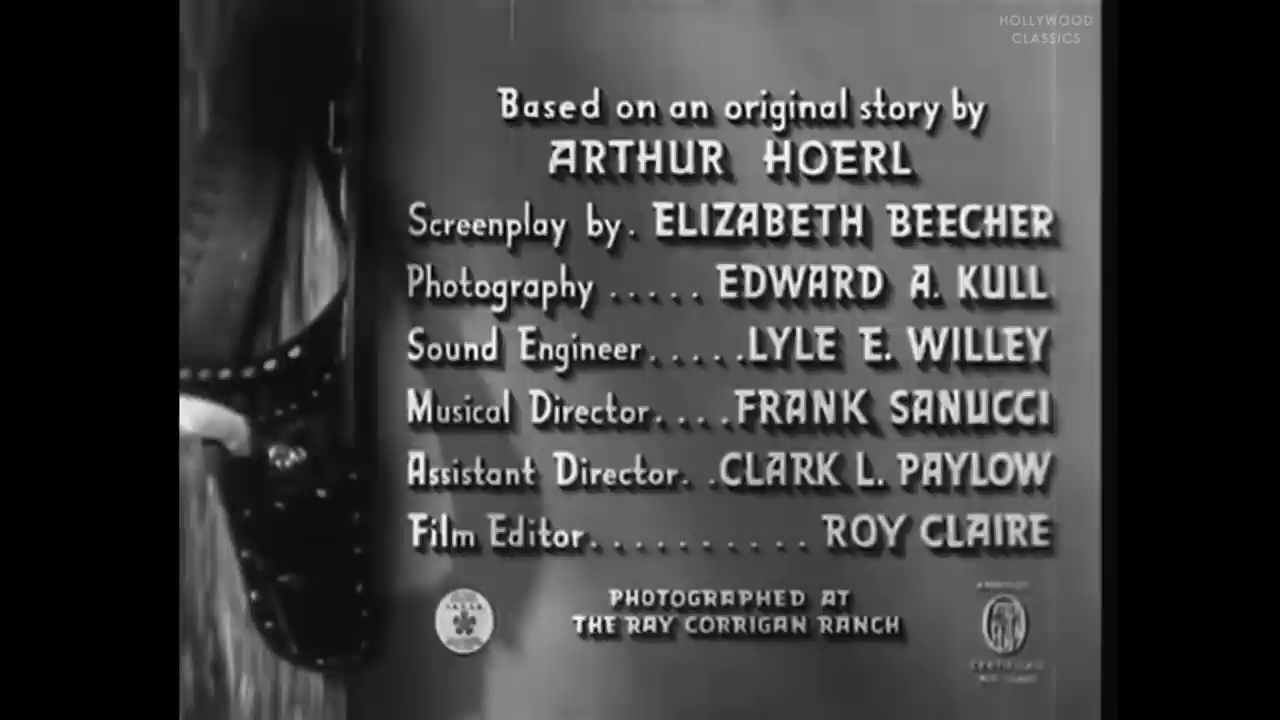 HOLLYWOOD
CLASSICS
Based on an original story by
ARTHUR HOERL
Screenplay by. ELIZABETH BEECHER
Photography ..... EDWARD A. KULL
Sound Engineer.....LYLE E. WILLEY
Musical Director....FRANK SANUCCI
Assistant Director. .CLARK L. PAYLOW
Film Editor.......... ROY CLAIRE
PHOTOGRAPHED AT
THE RAY CORRIGAN RANCH